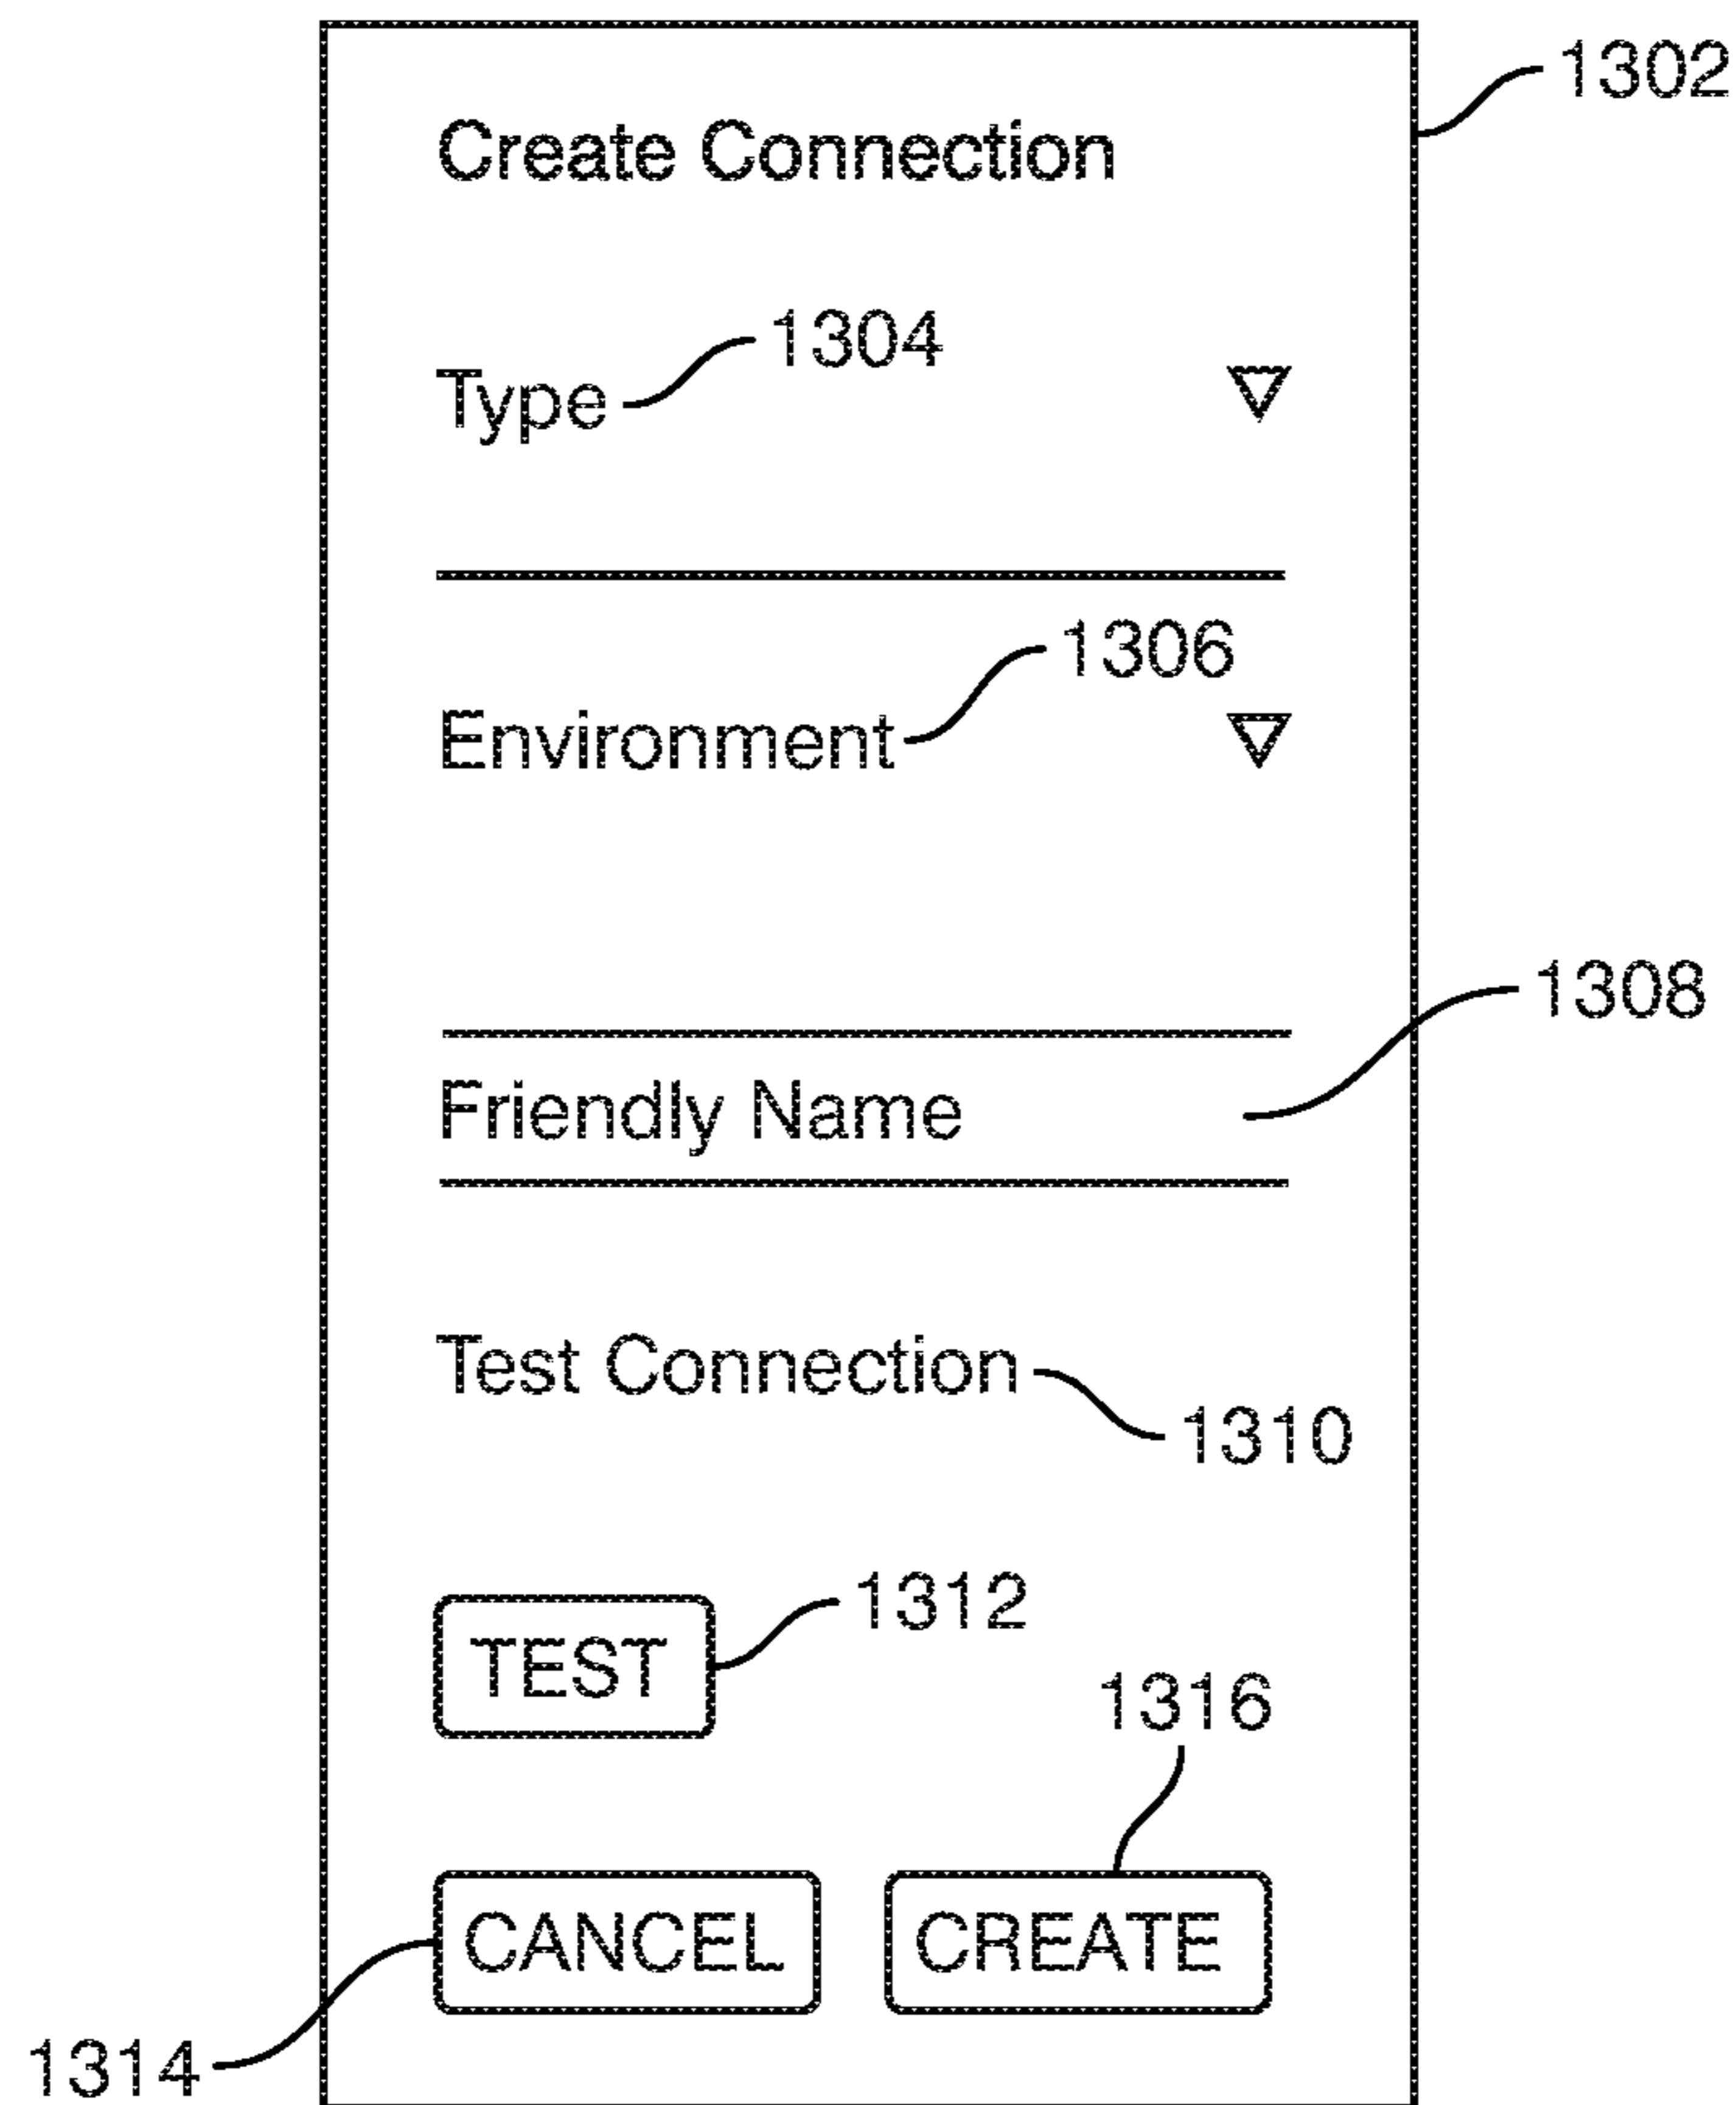 1302
Create Connection
1304
Type
1306
Environment
1308
Friendly Name
Test Connection
1310
1312
TEST
1316
CANCEL CREATE
1314